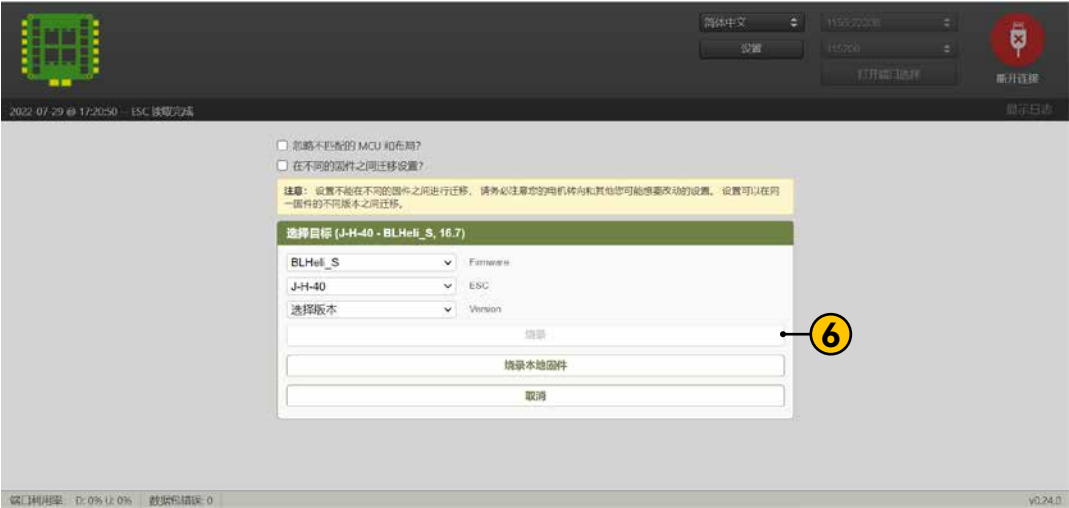 简体中文
设置
115200
打开端口选择
断开连接
2022-07-29 @ 17:20:50 -- ESC 读取完成
显示日志
忽略不匹配的 MCU 和布局?
在不同的固件之间迁移设置?
注意: 设置不能在不同的固件之间进行迁移。 请务必注意您的电机转向和其他您可能想要改动的设置。 设置可以在同
一固件的不同版本之间迁移。
选择目标 (J-H-40 - BLHeli_S, 16.7)
BLHeli_S Firmware
J-H-40 ESC
选择版本 Version
烧录
6
烧录本地固件
取消
端口利用率: D: 0% U: 0% 数据包错误: 0
v0.24.0